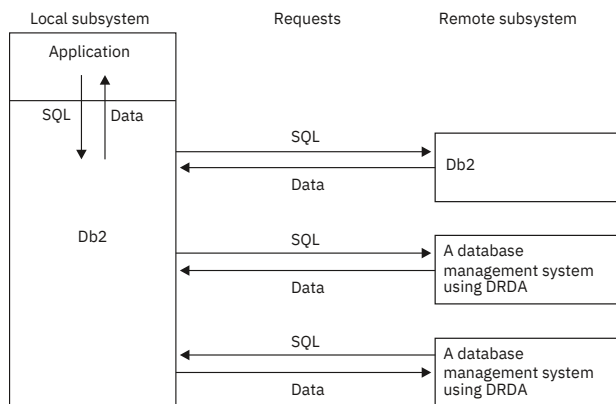 Local subsystem
Requests
Remote subsystem
Application
SQL
Data
Db2
SQL
Data
Db2
SQL
Data
A database
management system
using DRDA
SQL
Data
A database
management system
using DRDA